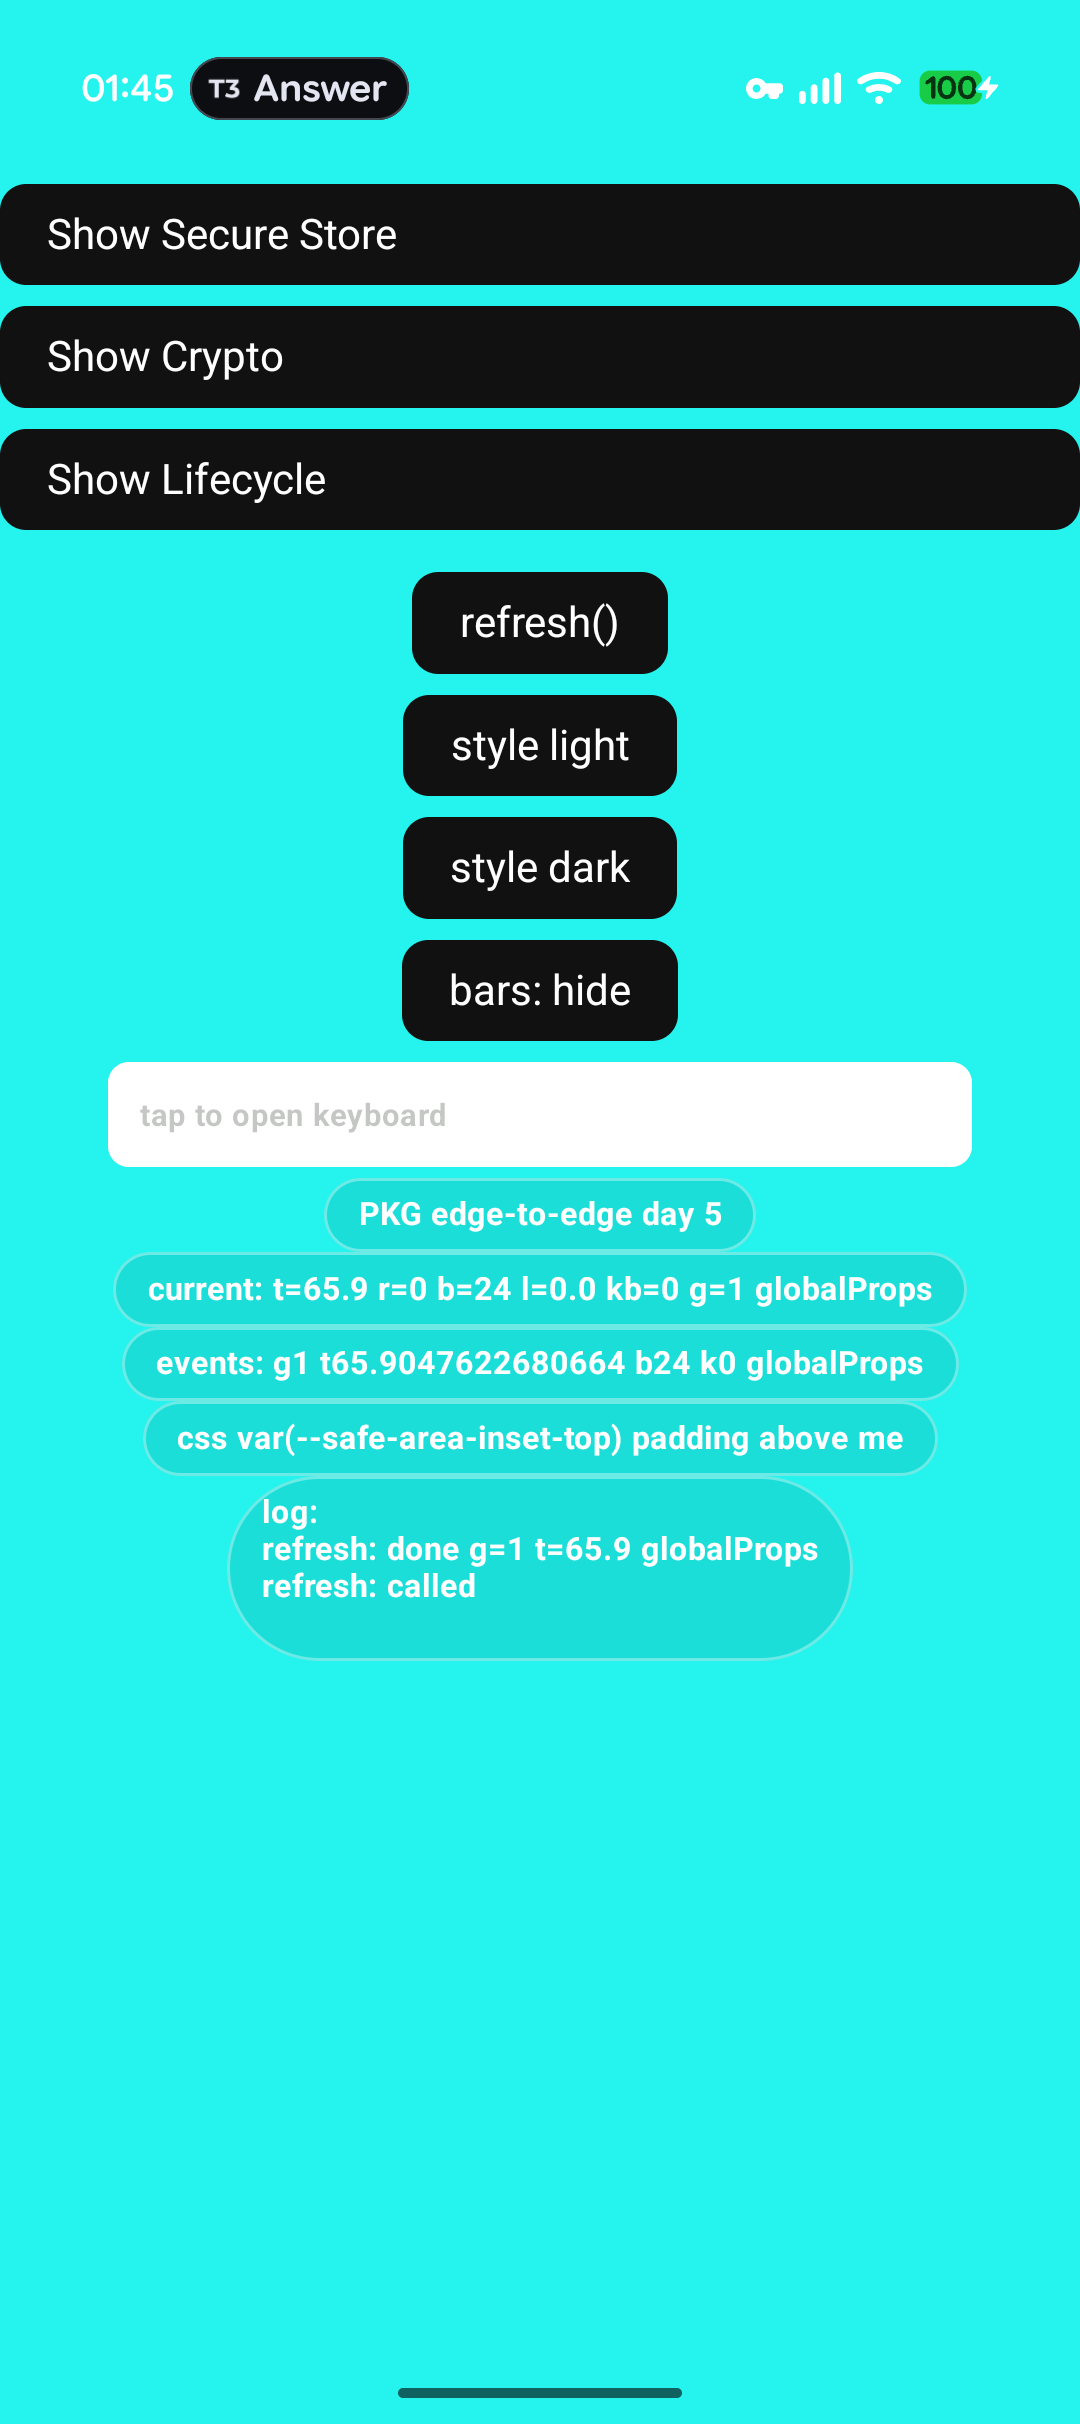 01:45 T3 Answer 100
Show Secure Store
Show Crypto
Show Lifecycle
refresh()
style light
style dark
bars: hide
tap to open keyboard
PKG edge-to-edge day 5
current: t=65.9 r=0 b=24 l=0.0 kb=0 g=1 globalProps
events: g1 t65.9047622680664 b24 k0 globalProps
css var(--safe-area-inset-top) padding above me
log:
refresh: done g=1 t=65.9 globalProps
refresh: called